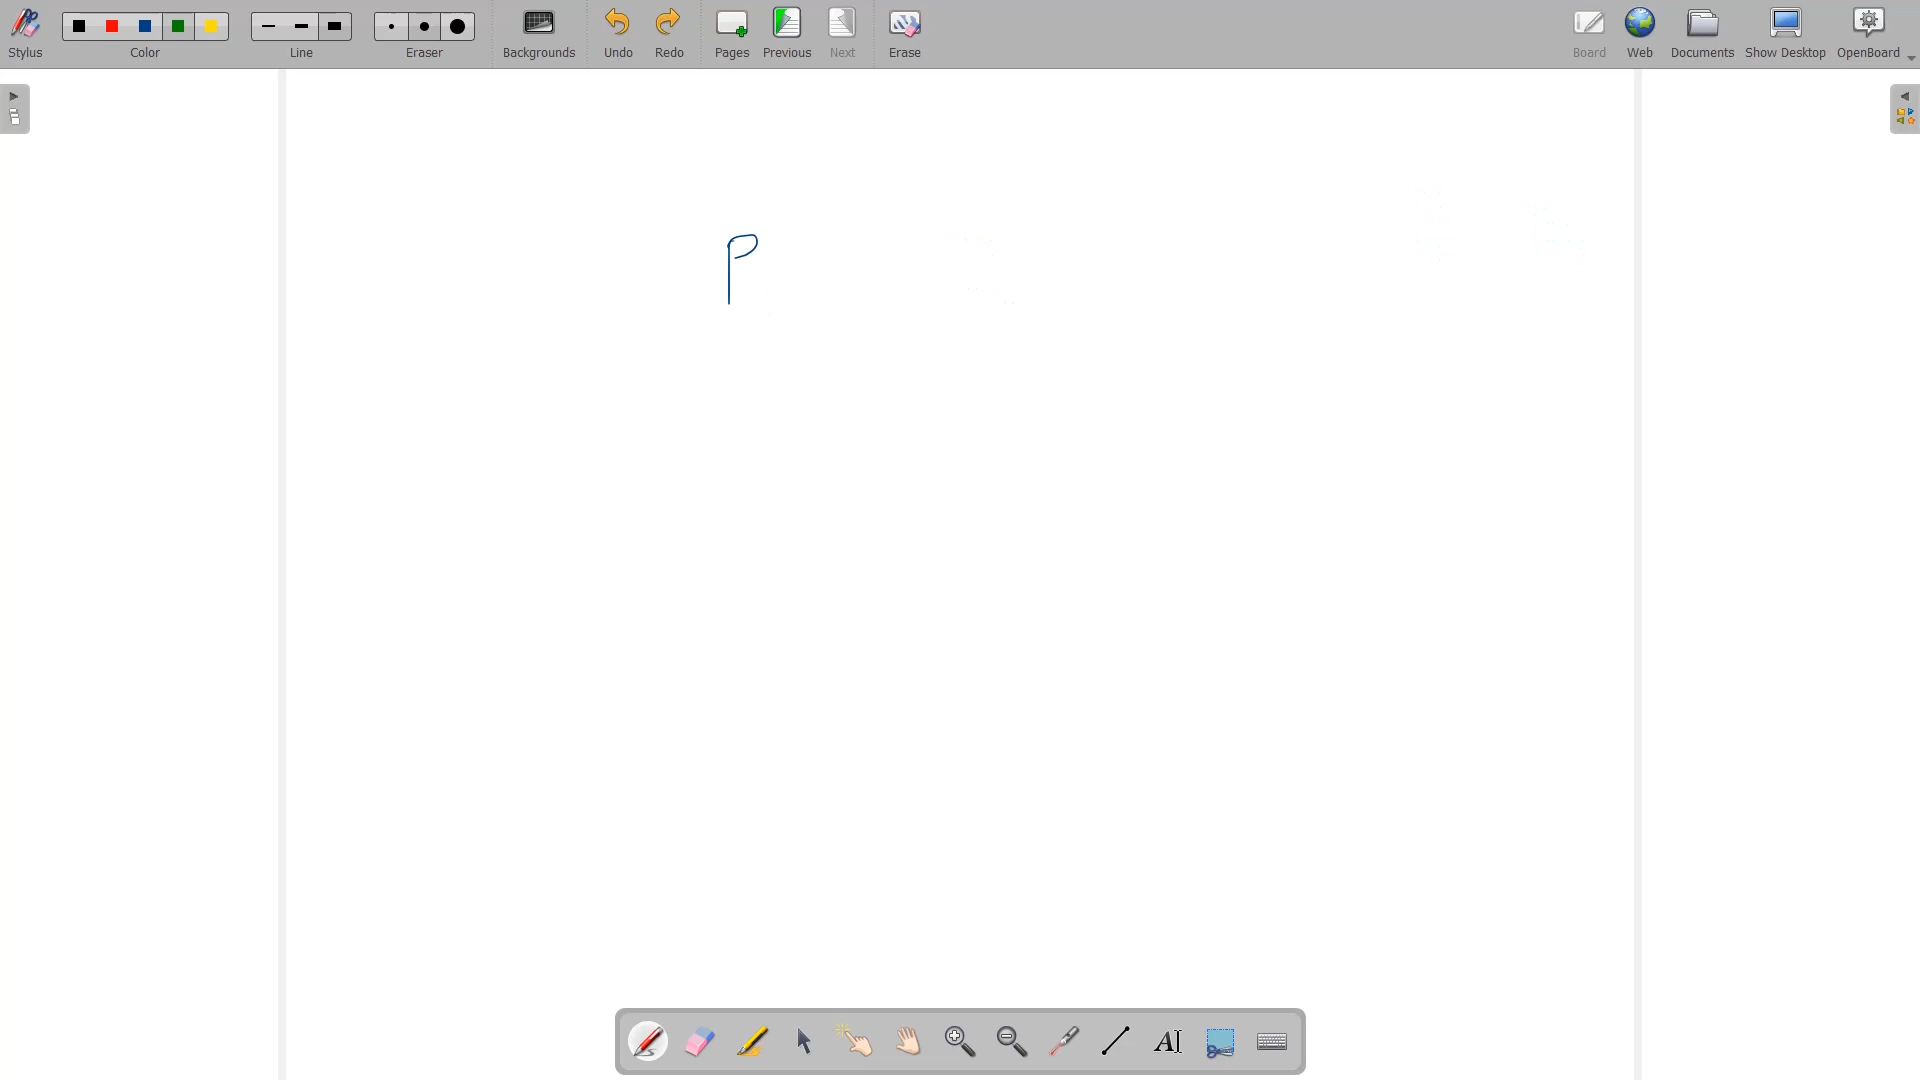 Stylus
Color
Line
Eraser
Backgrounds
Undo
Redo
Pages
Previous
Next
Erase
Board
Web
Documents
Show Desktop
OpenBoard
P
A